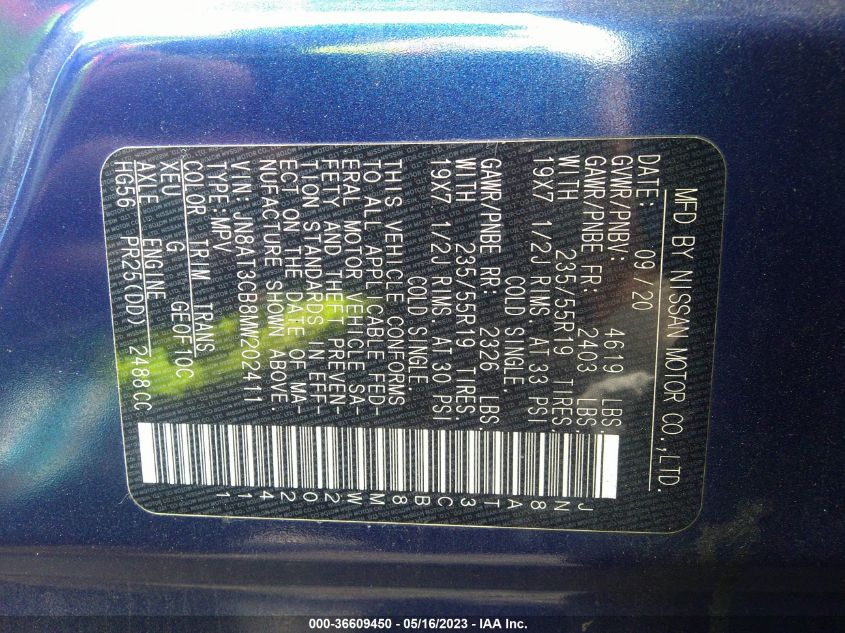 MFD BY NISSAN MOTOR CO.,LTD.
DATE: 09/20
GVWR/PNBV: 4619 LBS.
GAWR/PNBE FR: 2403 LBS.
WITH 235/55R19 TIRES:
19X7 1/2J RIMS AT 33 PSI
COLD SINGLE.
GAWR/PNBE RR: 2326 LBS.
WITH 235/55R19 TIRES:
19X7 1/2J RIMS AT 30 PSI
COLD SINGLE.
THIS VEHICLE CONFORMS
TO ALL APPLICABLE FED-
ERAL MOTOR VEHICLE SA-
FETY AND THEFT PREVEN-
TION STANDARDS IN EFF-
ECT ON THE DATE OF MA-
NUFACTURE SHOWN ABOVE.
VIN: JN8AT3CB8MW202411
TYPE: MPV
COLOR TRIM TRANS
XEU G GE0F10C
AXLE ENGINE
HG56 PR25(DD) 2488CC
JN8AT3CB8MW202411
000-36609450 - 05/16/2023 - IAA Inc.